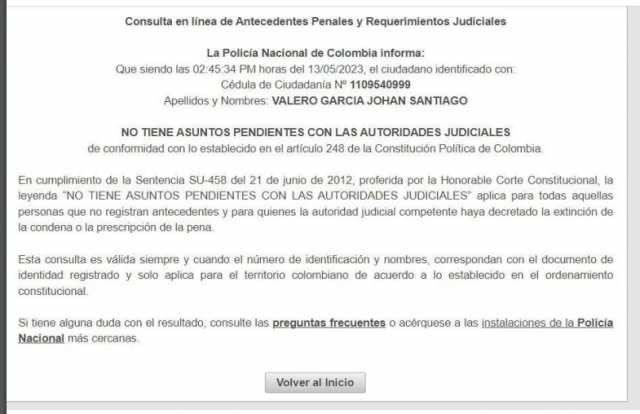 Consulta en línea de Antecedentes Penales y Requerimientos Judiciales
La Policía Nacional de Colombia informa:
Que siendo las 02:45:34 PM horas del 13/05/2023, el ciudadano identificado con:
Cédula de Ciudadanía Nº 1109540999
Apellidos y Nombres: VALERO GARCIA JOHAN SANTIAGO
NO TIENE ASUNTOS PENDIENTES CON LAS AUTORIDADES JUDICIALES
de conformidad con lo establecido en el artículo 248 de la Constitución Política de Colombia.
En cumplimiento de la Sentencia SU-458 del 21 de junio de 2012, proferida por la Honorable Corte Constitucional, la
leyenda "NO TIENE ASUNTOS PENDIENTES CON LAS AUTORIDADES JUDICIALES" aplica para todas aquellas
personas que no registran antecedentes y para quienes la autoridad judicial competente haya decretado la extinción de
la condena o la prescripción de la pena.
Esta consulta es válida siempre y cuando el número de identificación y nombres, correspondan con el documento de
identidad registrado y solo aplica para el territorio colombiano de acuerdo a lo establecido en el ordenamiento
constitucional.
Si tiene alguna duda con el resultado, consulte las preguntas frecuentes o acérquese a las instalaciones de la Policía
Nacional más cercanas.
Volver al Inicio